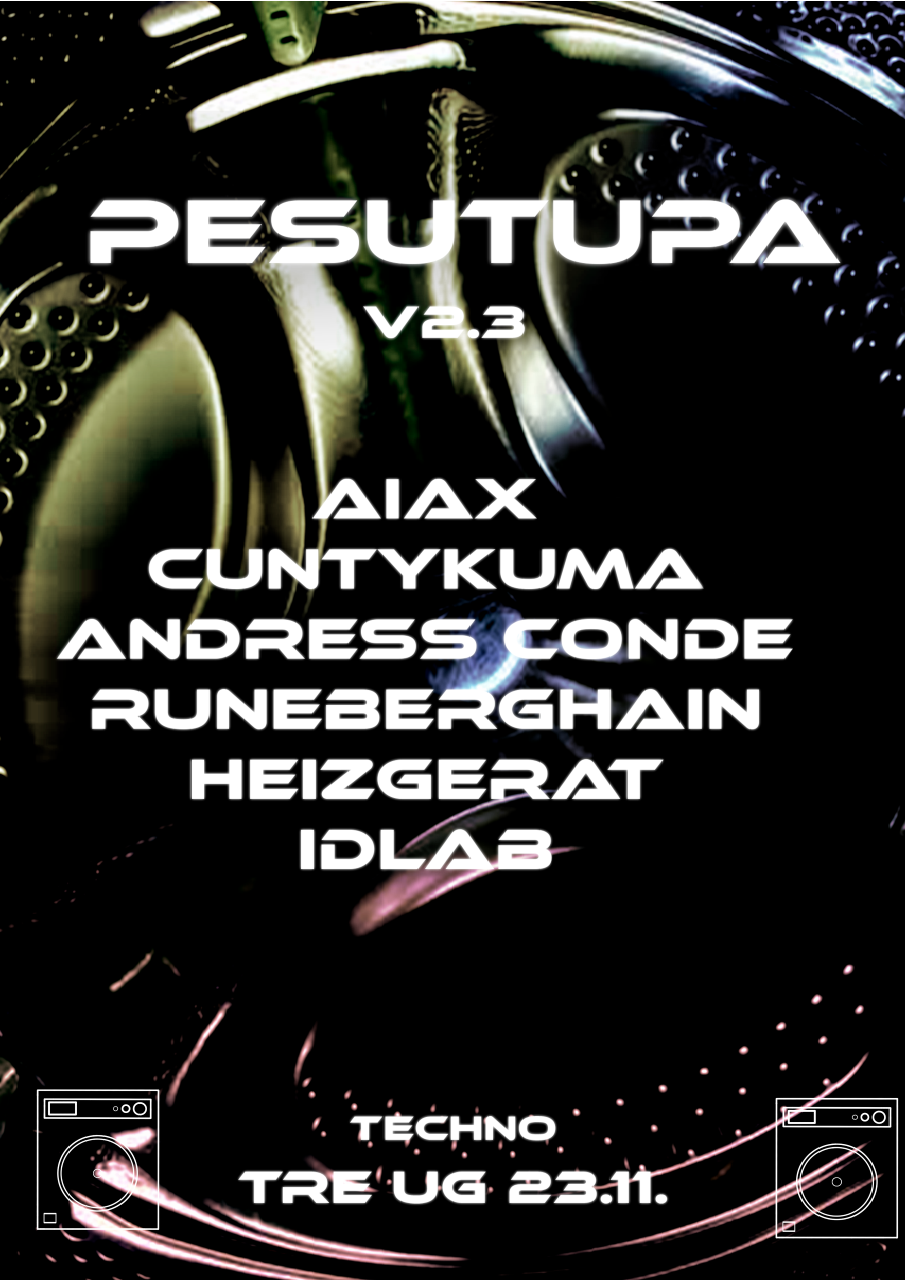 PESUTUPA
V2.3
AIAX
CUNTYKUMA
ANDRESS CONDE
RUNEBERGHAIN
HEIZGERAT
IDLAB
TECHNO
TRE UG 23.11.